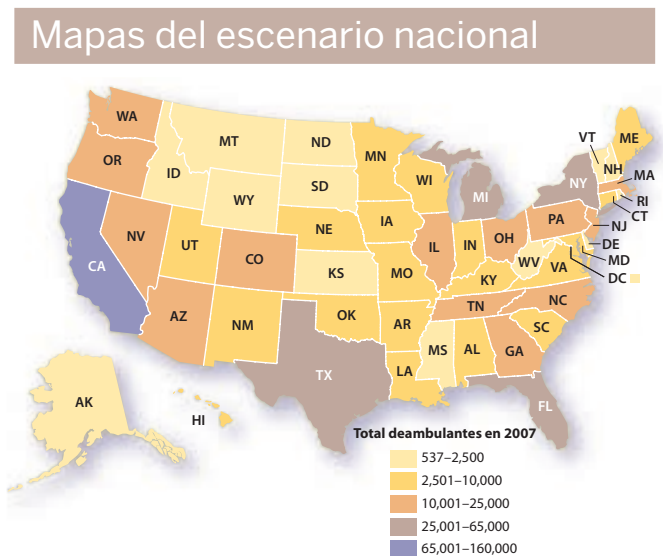 Mapas del escenario nacional
WA
MT
ND
MN
VT
ME
OR
ID
WY
SD
WI
MI
NY
NH
MA
RI
CT
NV
UT
CO
NE
IA
IL
IN
OH
PA
NJ
DE
MD
DC
CA
KS
MO
KY
WV
VA
AZ
NM
OK
AR
TN
NC
SC
TX
LA
MS
AL
GA
FL
AK
HI
Total deambulantes en 2007
537–2,500
2,501–10,000
10,001–25,000
25,001–65,000
65,001–160,000